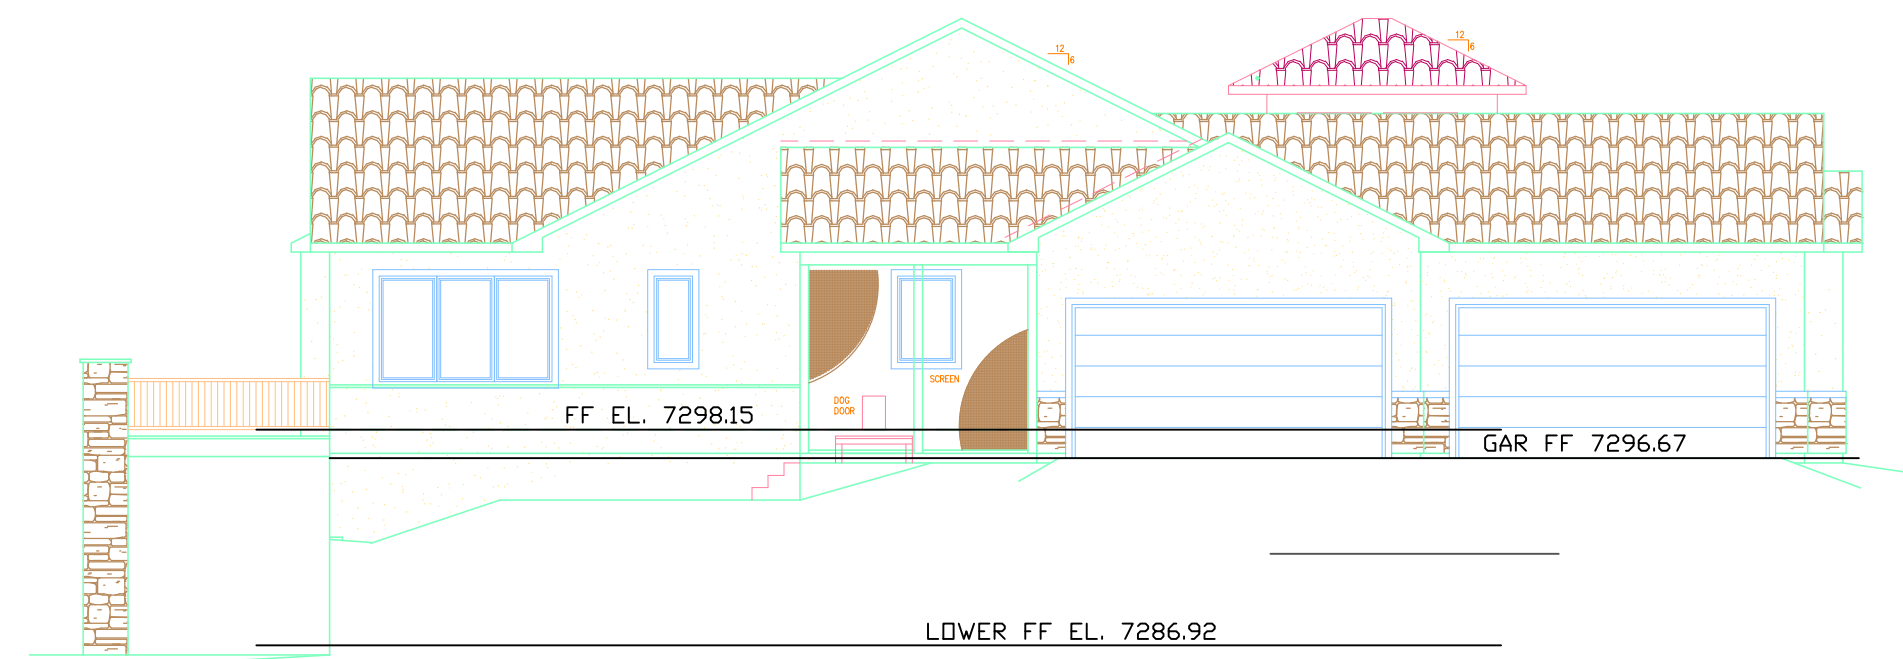 12
6
12
6
SCREEN
DOG
DOOR
FF EL. 7298.15
GAR FF 7296.67
LOWER FF EL. 7286.92